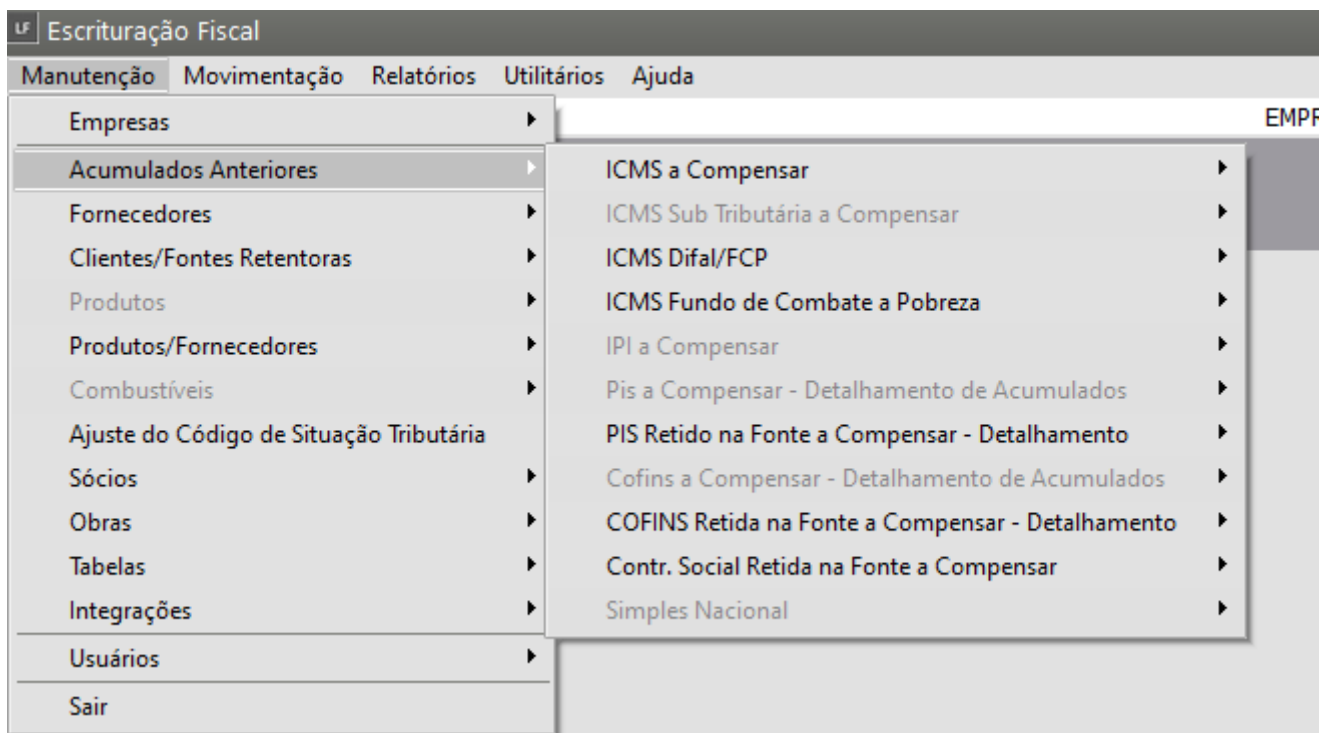 LF Escrituração Fiscal
Manutenção Movimentação Relatórios Utilitários Ajuda
EMPR
Empresas
Acumulados Anteriores
Fornecedores
Clientes/Fontes Retentoras
Produtos
Produtos/Fornecedores
Combustíveis
Ajuste do Código de Situação Tributária
Sócios
Obras
Tabelas
Integrações
Usuários
Sair
ICMS a Compensar
ICMS Sub Tributária a Compensar
ICMS Difal/FCP
ICMS Fundo de Combate a Pobreza
IPI a Compensar
Pis a Compensar - Detalhamento de Acumulados
PIS Retido na Fonte a Compensar - Detalhamento
Cofins a Compensar - Detalhamento de Acumulados
COFINS Retida na Fonte a Compensar - Detalhamento
Contr. Social Retida na Fonte a Compensar
Simples Nacional